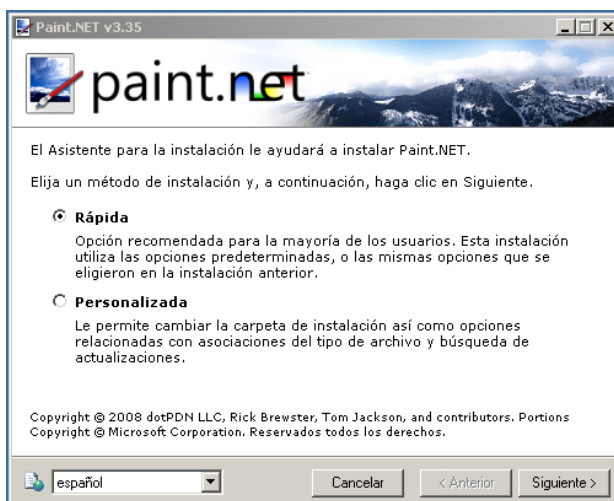 Paint.NET v3.35
paint.net
El Asistente para la instalación le ayudará a instalar Paint.NET.
Elija un método de instalación y, a continuación, haga clic en Siguiente.
Rápida
Opción recomendada para la mayoría de los usuarios. Esta instalación
utiliza las opciones predeterminadas, o las mismas opciones que se
eligieron en la instalación anterior.
Personalizada
Le permite cambiar la carpeta de instalación así como opciones
relacionadas con asociaciones del tipo de archivo y búsqueda de
actualizaciones.
Copyright © 2008 dotPDN LLC, Rick Brewster, Tom Jackson, and contributors. Portions
Copyright © Microsoft Corporation. Reservados todos los derechos.
español Cancelar < Anterior Siguiente >